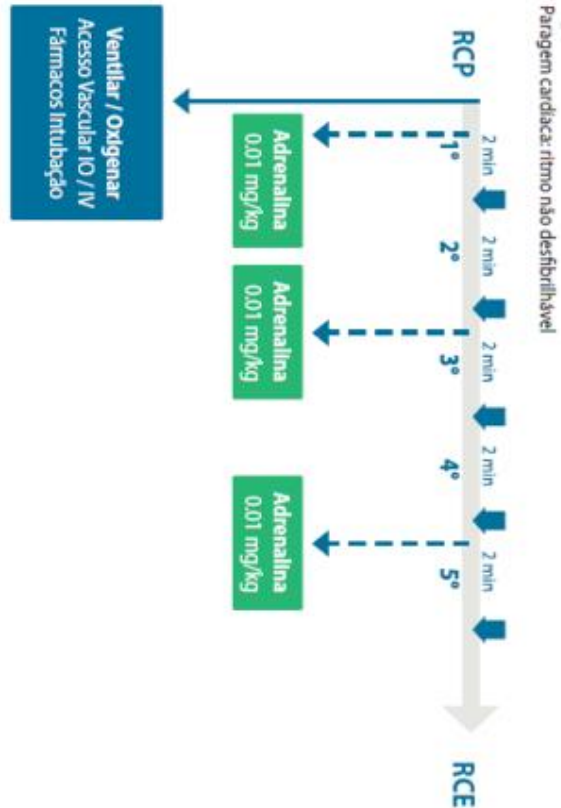 Paragem cardíaca: ritmo não desfibrilhável
RCP
2 min
2 min
2 min
2 min
2 min
RCE
1º
2º
3º
4º
5º
Adrenalina
0.01 mg/kg
Adrenalina
0.01 mg/kg
Adrenalina
0.01 mg/kg
Ventilar / Oxigenar
Acesso Vascular IO / IV
Fármacos Intubação